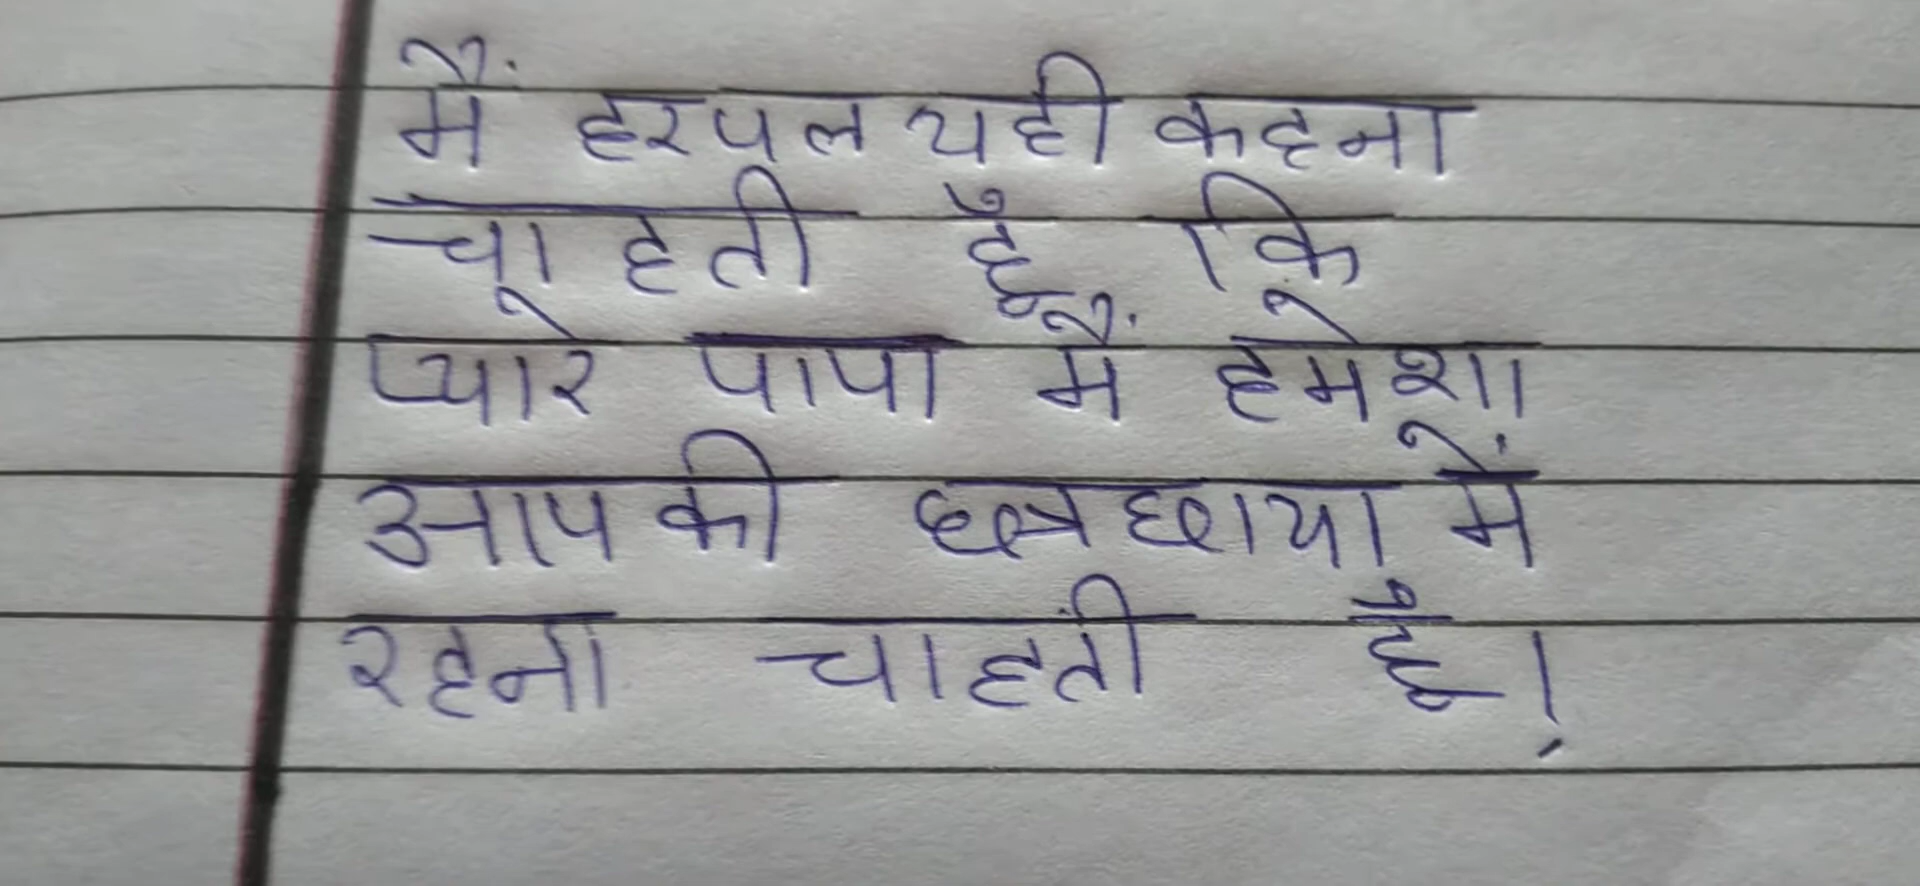 मैं हरपल यही कहना
चाहती हूँ कि
प्यारे पापा मैं हमेशा
आपकी छत्रछाया में
रहना चाहती हूँ!